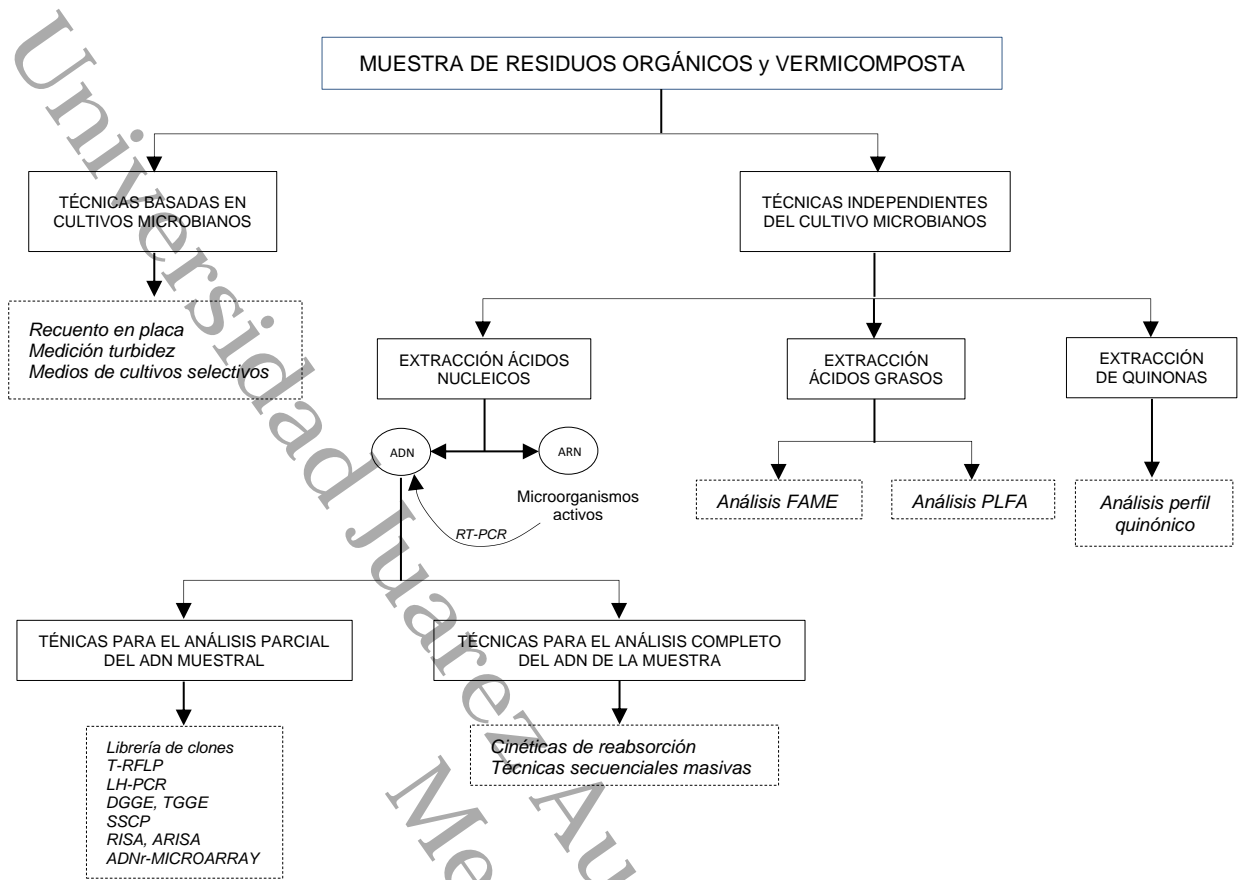 MUESTRA DE RESIDUOS ORGÁNICOS y VERMICOMPOSTA
TÉCNICAS BASADAS EN
CULTIVOS MICROBIANOS
TÉCNICAS INDEPENDIENTES
DEL CULTIVO MICROBIANOS
Recuento en placa
Medición turbidez
Medios de cultivos selectivos
EXTRACCIÓN ÁCIDOS
NUCLEICOS
EXTRACCIÓN
ÁCIDOS GRASOS
EXTRACCIÓN
DE QUINONAS
ADN
ARN
Microorganismos
activos
RT-PCR
Análisis FAME
Análisis PLFA
Análisis perfil
quinónico
TÉNICAS PARA EL ANÁLISIS PARCIAL
DEL ADN MUESTRAL
TÉCNICAS PARA EL ANÁLISIS COMPLETO
DEL ADN DE LA MUESTRA
Librería de clones
T-RFLP
LH-PCR
DGGE, TGGE
SSCP
RISA, ARISA
ADNr-MICROARRAY
Cinéticas de reabsorción
Técnicas secuenciales masivas
Universidad Juarez Au
Me